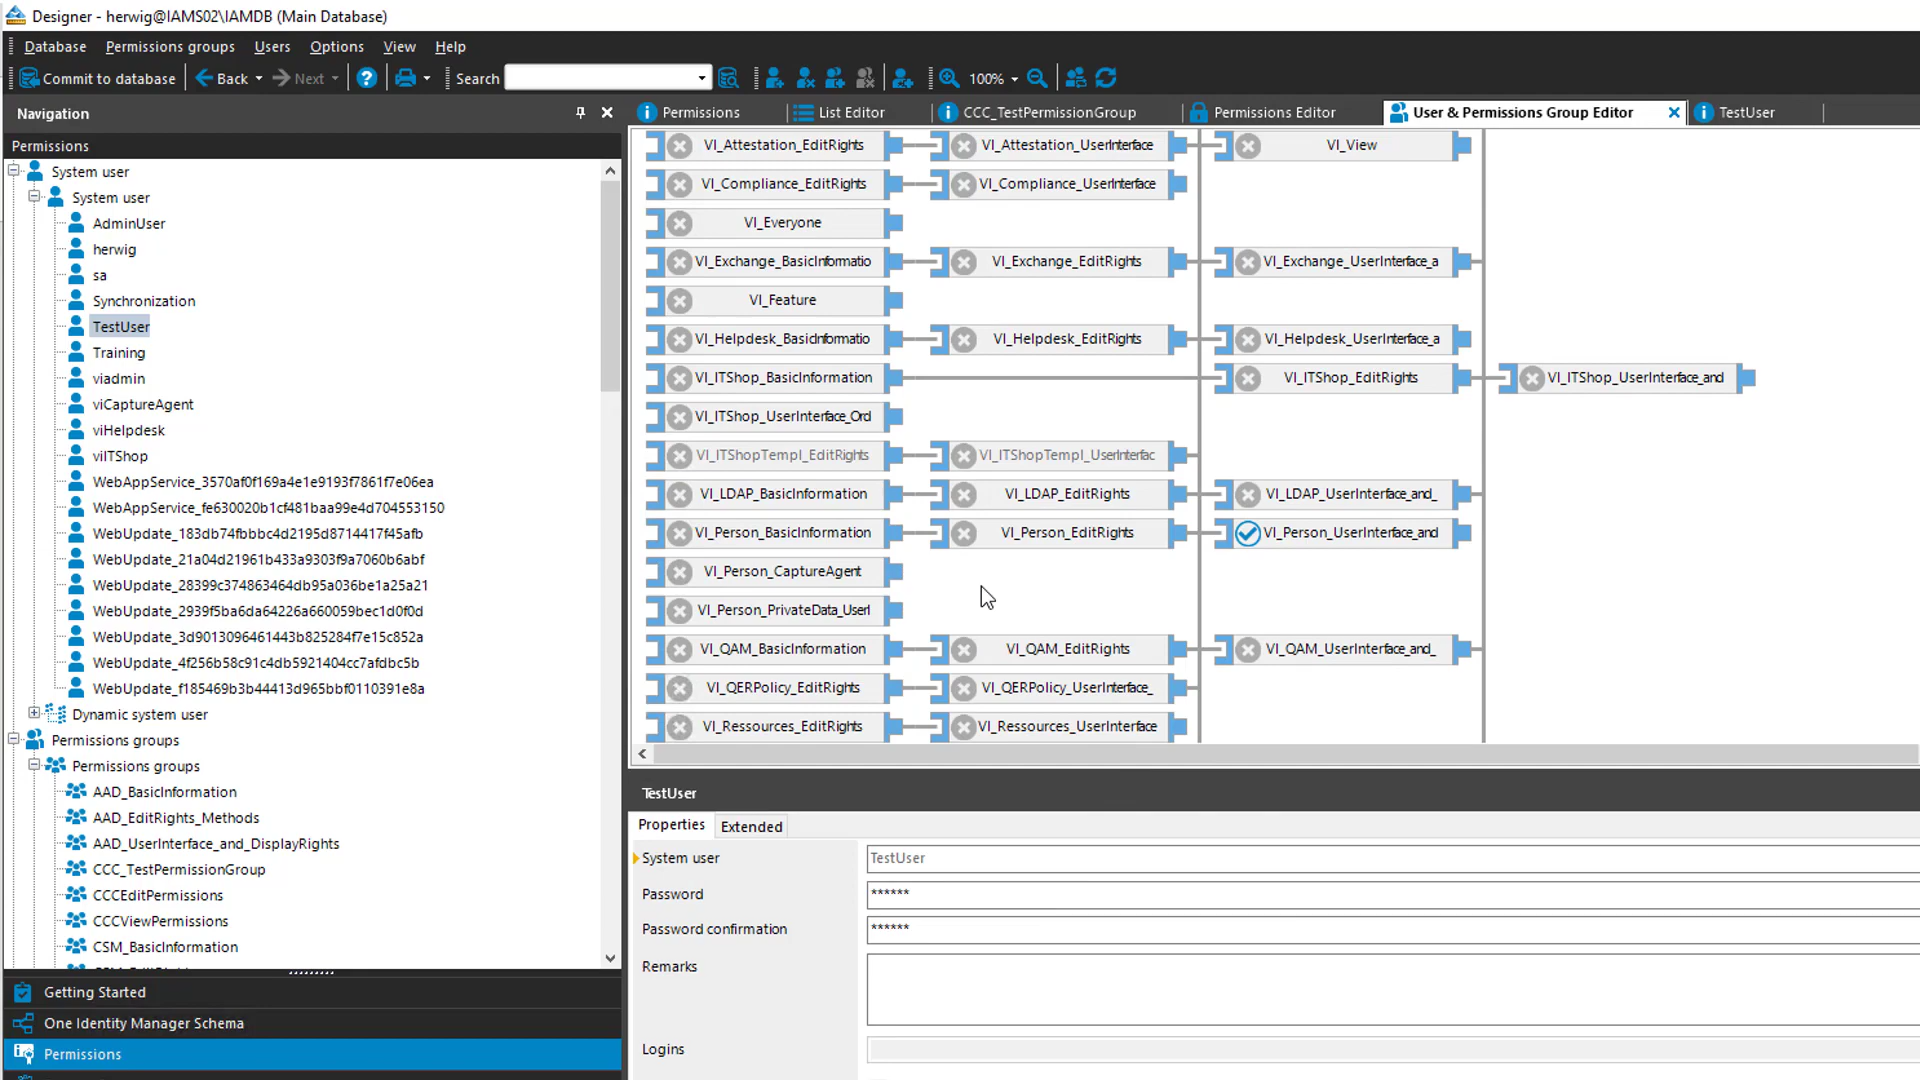 Designer - herwig@IAMS02\IAMDB (Main Database)
Database Permissions groups Users Options View Help
Commit to database Back Next Search 100%
Navigation
Permissions List Editor CCC_TestPermissionGroup Permissions Editor User & Permissions Group Editor TestUser
Permissions
System user
System user
AdminUser
herwig
sa
Synchronization
TestUser
Training
viadmin
viCaptureAgent
viHelpdesk
viITShop
WebAppService_3570af0f169a4e1e9193f7861f7e06ea
WebAppService_fe630020b1cf481baa99e4d704553150
WebUpdate_183db74fbbbc4d2195d8714417f45afb
WebUpdate_21a04d21961b433a9303f9a7060b6abf
WebUpdate_28399c374863464db95a036be1a25a21
WebUpdate_2939f5ba6da64226a660059bec1d0f0d
WebUpdate_3d9013096461443b825284f7e15c852a
WebUpdate_4f256b58c91c4db5921404cc7afdbc5b
WebUpdate_f185469b3b44413d965bbf0110391e8a
Dynamic system user
Permissions groups
Permissions groups
AAD_BasicInformation
AAD_EditRights_Methods
AAD_UserInterface_and_DisplayRights
CCC_TestPermissionGroup
CCCEditPermissions
CCCViewPermissions
CSM_BasicInformation
Getting Started
One Identity Manager Schema
Permissions
VI_Attestation_EditRights VI_Attestation_UserInterface VI_View
VI_Compliance_EditRights VI_Compliance_UserInterface
VI_Everyone
VI_Exchange_BasicInformatio VI_Exchange_EditRights VI_Exchange_UserInterface_a
VI_Feature
VI_Helpdesk_BasicInformatio VI_Helpdesk_EditRights VI_Helpdesk_UserInterface_a
VI_ITShop_BasicInformation VI_ITShop_EditRights VI_ITShop_UserInterface_and
VI_ITShop_UserInterface_Ord
VI_ITShopTempl_EditRights VI_ITShopTempl_UserInterfac
VI_LDAP_BasicInformation VI_LDAP_EditRights VI_LDAP_UserInterface_and_
VI_Person_BasicInformation VI_Person_EditRights VI_Person_UserInterface_and
VI_Person_CaptureAgent
VI_Person_PrivateData_UserI
VI_QAM_BasicInformation VI_QAM_EditRights VI_QAM_UserInterface_and_
VI_QERPolicy_EditRights VI_QERPolicy_UserInterface_
VI_Ressources_EditRights VI_Ressources_UserInterface
TestUser
Properties Extended
System user TestUser
Password ******
Password confirmation ******
Remarks
Logins